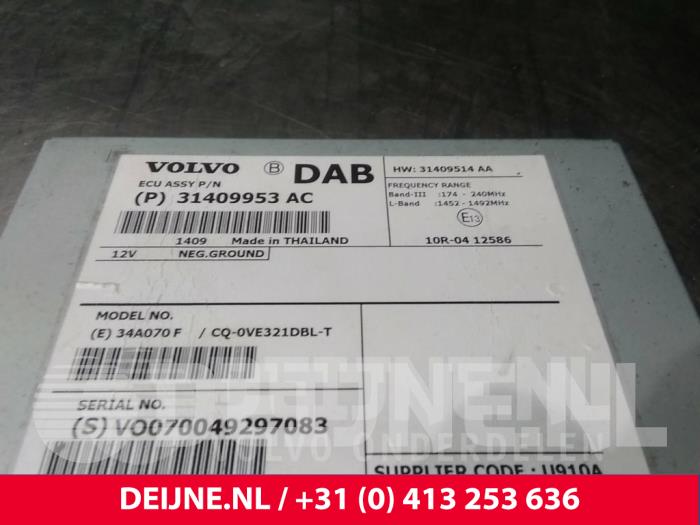 VOLVO B DAB
ECU ASSY P/N
(P) 31409953 AC
1409 Made in THAILAND
12V NEG.GROUND
HW: 31409514 AA
FREQUENCY RANGE
Band-III :174 - 240MHz
L-Band :1452 - 1492MHz
E13
10R-04 12586
MODEL NO.
(E) 34A070 F / CQ-0VE321DBL-T
SERIAL NO.
(S) VO070049297083
SUPPLIER CODE : U910A
DEIJNE.NL
VOLVO ONDERDELEN
DEIJNE.NL / +31 (0) 413 253 636